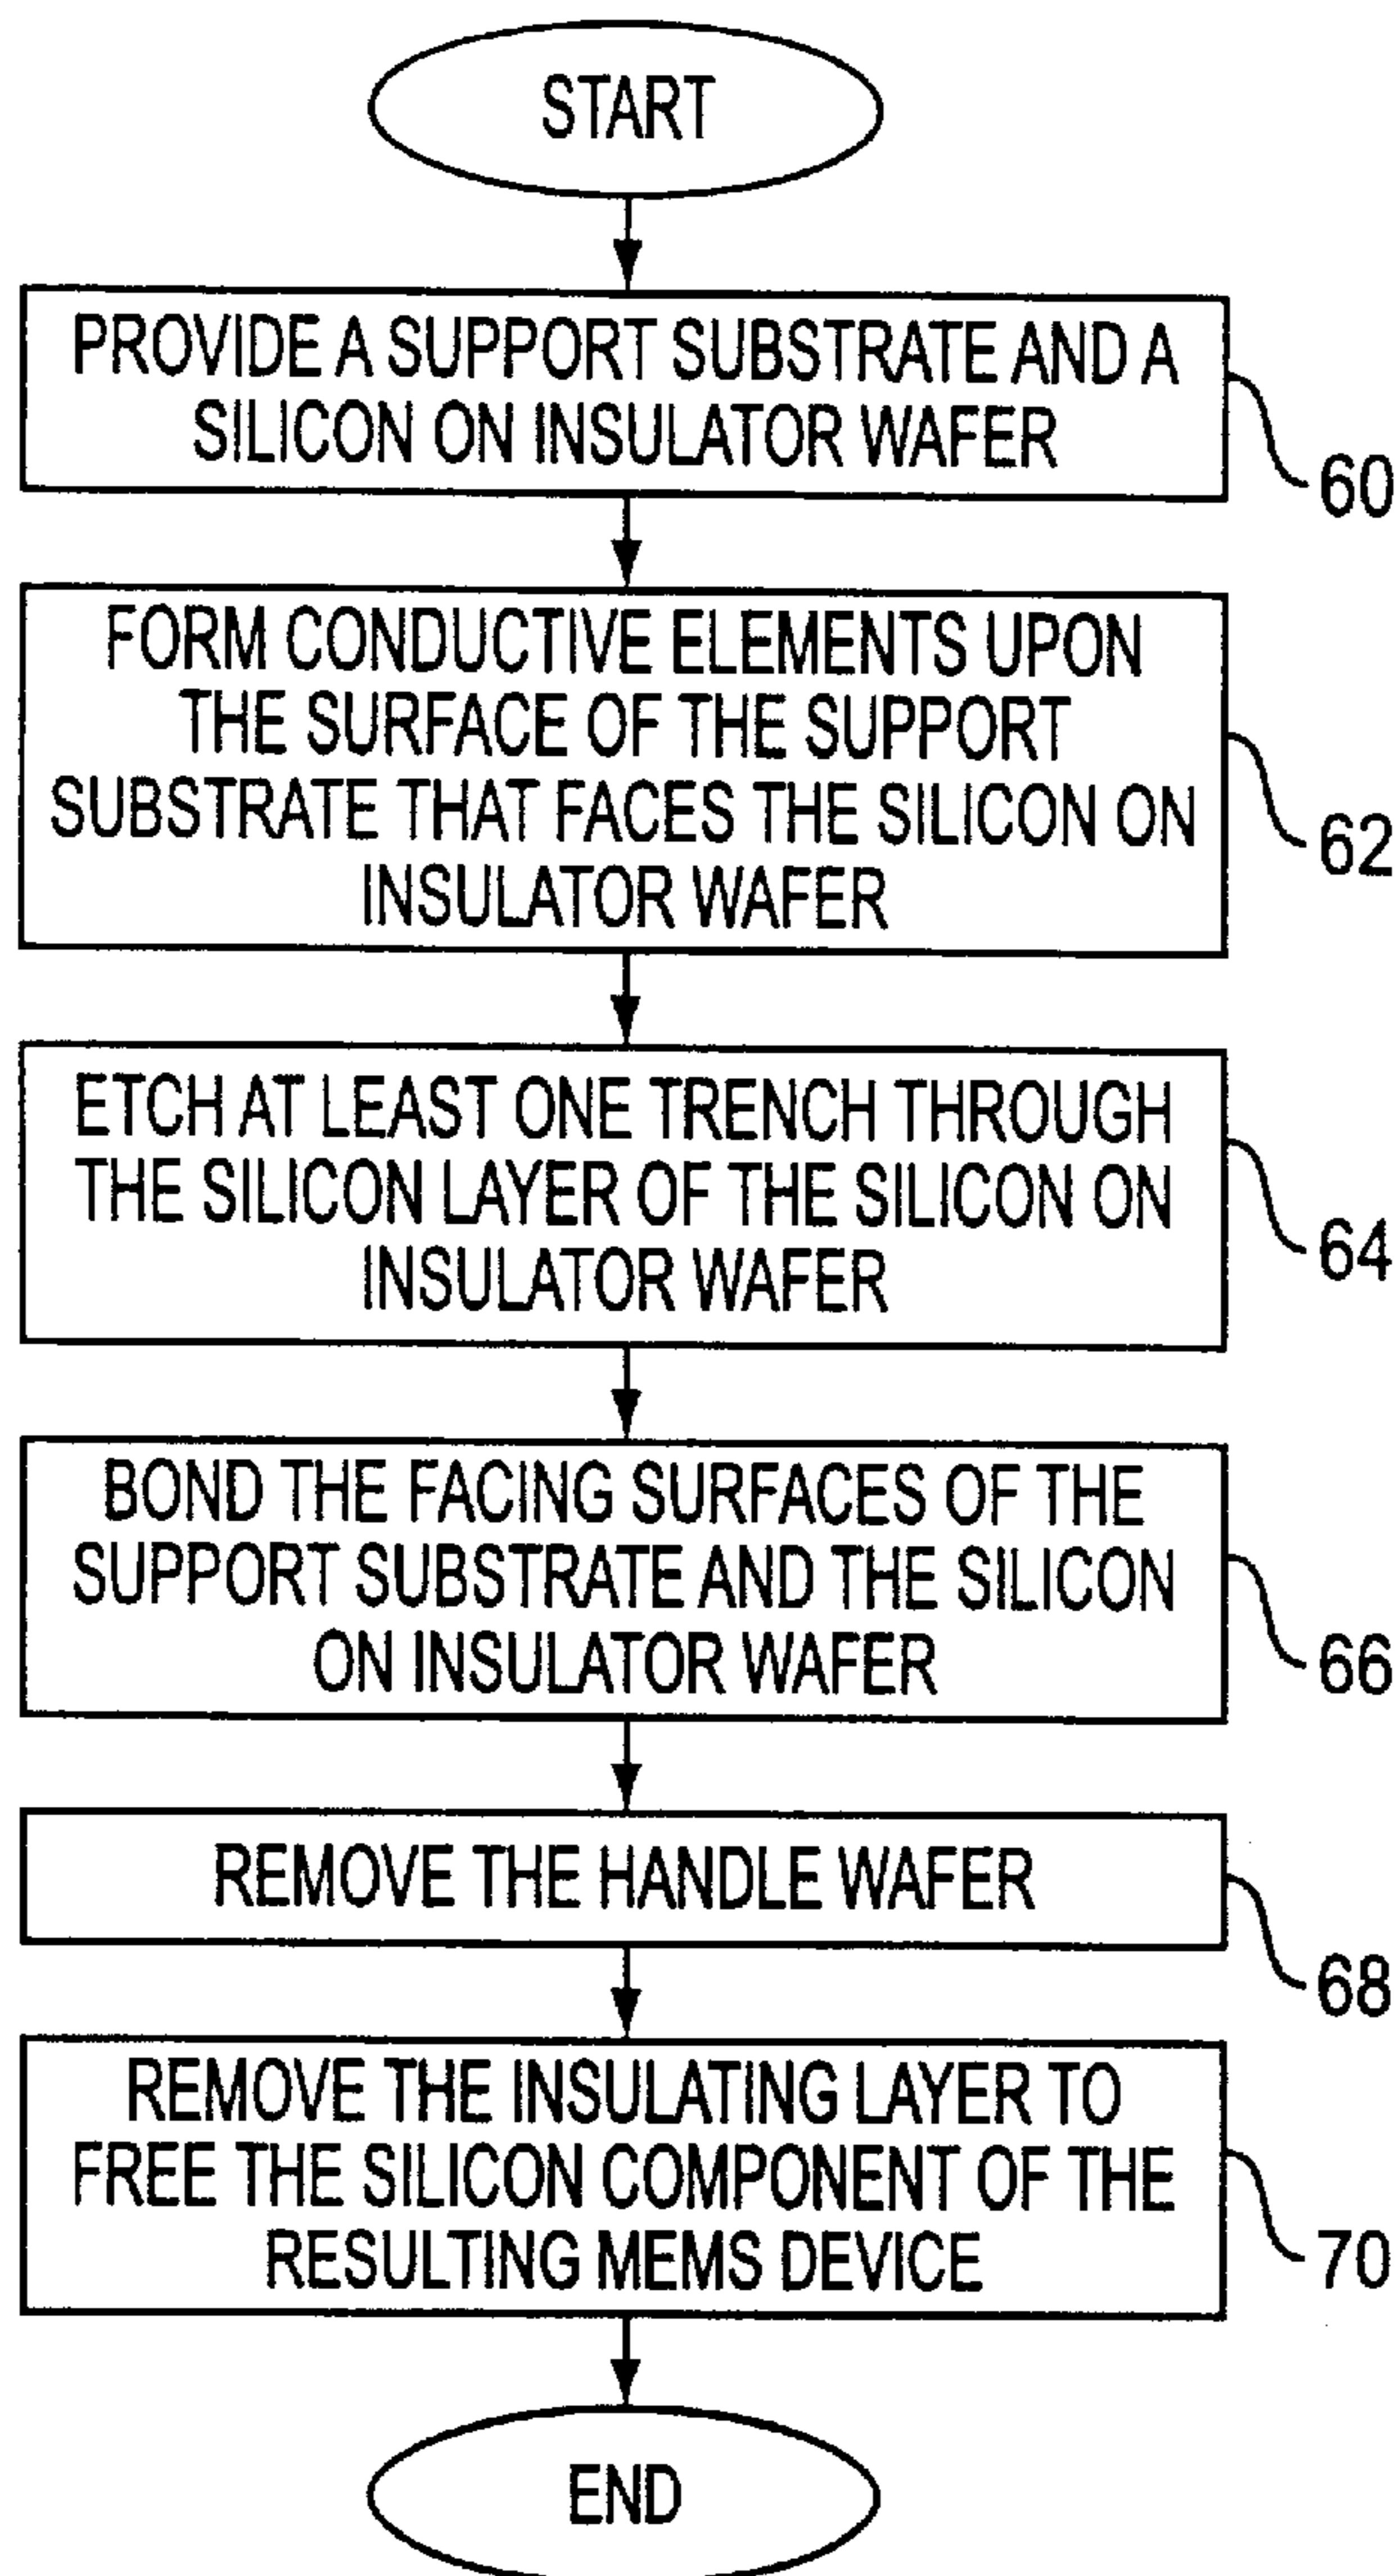 START
PROVIDE A SUPPORT SUBSTRATE AND A
SILICON ON INSULATOR WAFER
60
FORM CONDUCTIVE ELEMENTS UPON
THE SURFACE OF THE SUPPORT
SUBSTRATE THAT FACES THE SILICON ON
INSULATOR WAFER
62
ETCH AT LEAST ONE TRENCH THROUGH
THE SILICON LAYER OF THE SILICON ON
INSULATOR WAFER
64
BOND THE FACING SURFACES OF THE
SUPPORT SUBSTRATE AND THE SILICON
ON INSULATOR WAFER
66
REMOVE THE HANDLE WAFER
68
REMOVE THE INSULATING LAYER TO
FREE THE SILICON COMPONENT OF THE
RESULTING MEMS DEVICE
70
END